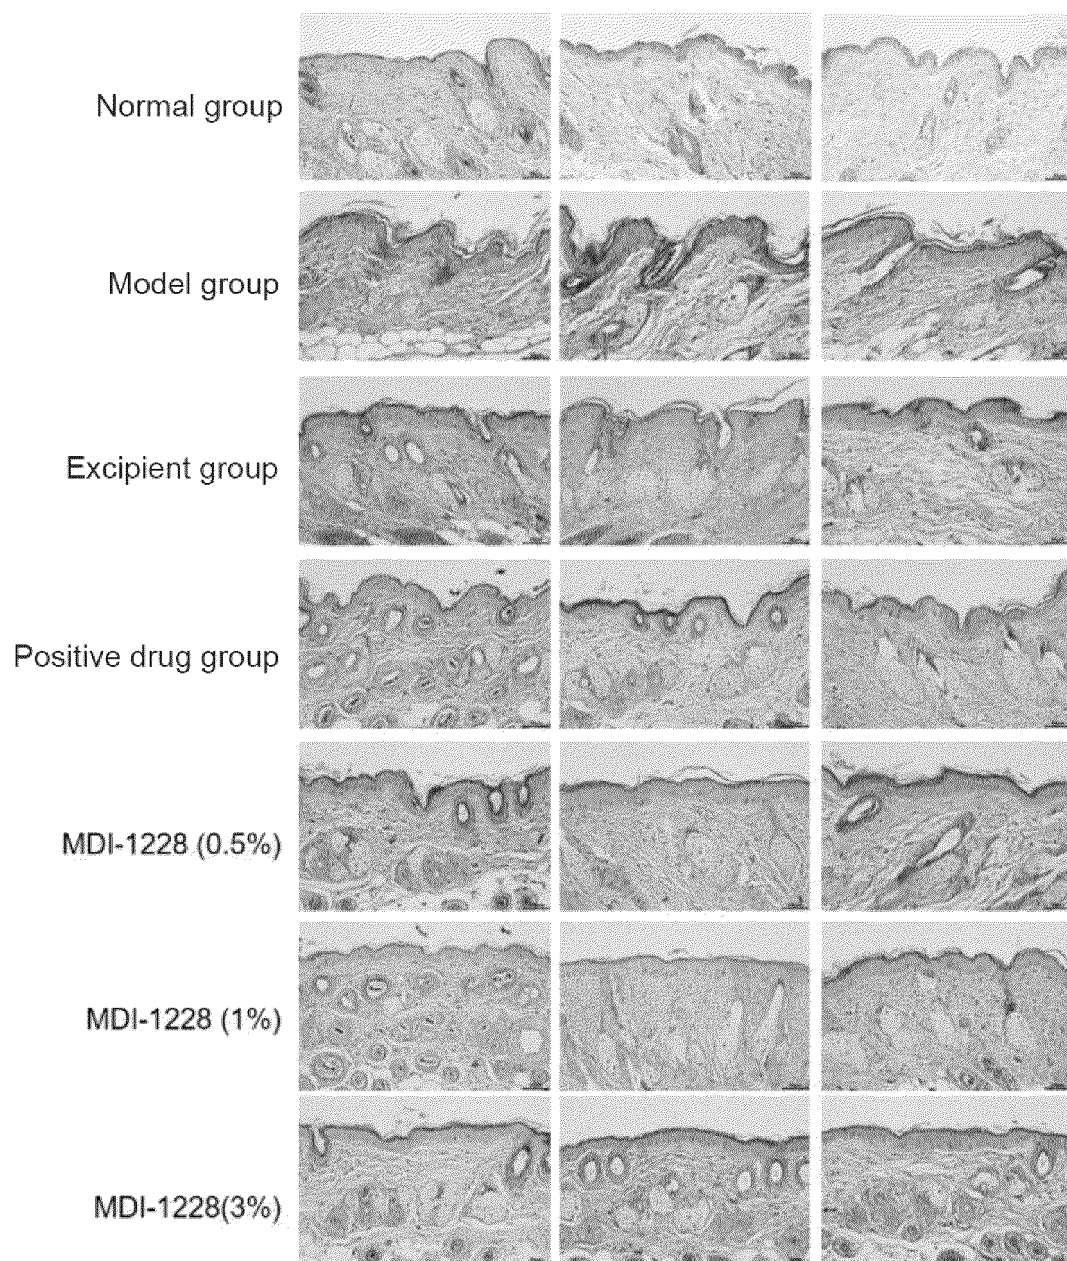 Normal group
Model group
Excipient group
Positive drug group
MDI-1228 (0.5%)
MDI-1228 (1%)
MDI-1228(3%)